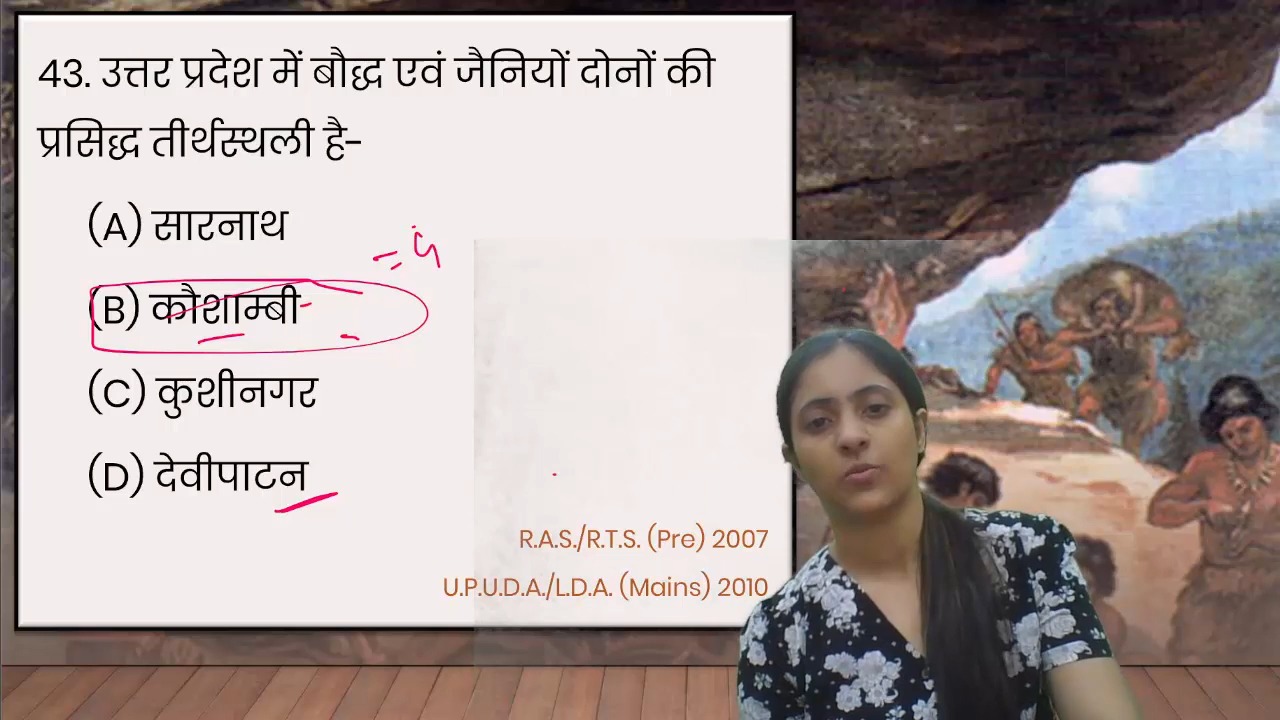 43. उत्तर प्रदेश में बौद्ध एवं जैनियों दोनों की
प्रसिद्ध तीर्थस्थली है-
(A) सारनाथ
(B) कौशाम्बी
(C) कुशीनगर
(D) देवीपाटन
R.A.S./R.T.S. (Pre) 2007
U.P.U.D.A./L.D.A. (Mains) 2010